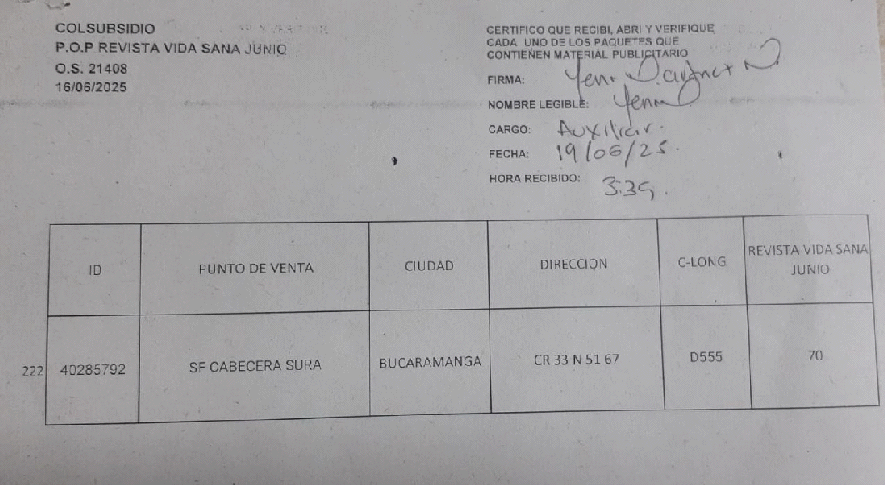 COLSUBSIDIO
P.O.P REVISTA VIDA SANA JUNIO
O.S. 21408
16/06/2025
CERTIFICO QUE RECIBI, ABRI Y VERIFIQUE
CADA UNO DE LOS PAQUETES QUE
CONTIENEN MATERIAL PUBLICITARIO
FIRMA:
NOMBRE LEGIBLE:
CARGO: Auxiliar.
FECHA: 19/06/25.
HORA RECIBIDO: 3:39.
ID PUNTO DE VENTA CIUDAD DIRECCION C-LONG REVISTA VIDA SANA JUNIO
222 40285792 SF CABECERA SURA BUCARAMANGA CR 33 N 51 67 D555 70